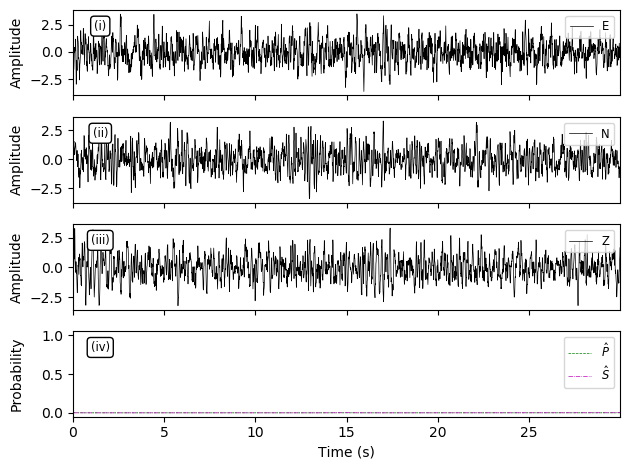 Amplitude
2.5
0.0
−2.5
(i)
E
Amplitude
2.5
0.0
−2.5
(ii)
N
Amplitude
2.5
0.0
−2.5
(iii)
Z
Probability
1.0
0.5
0.0
(iv)
P̂
Ŝ
0 5 10 15 20 25
Time (s)